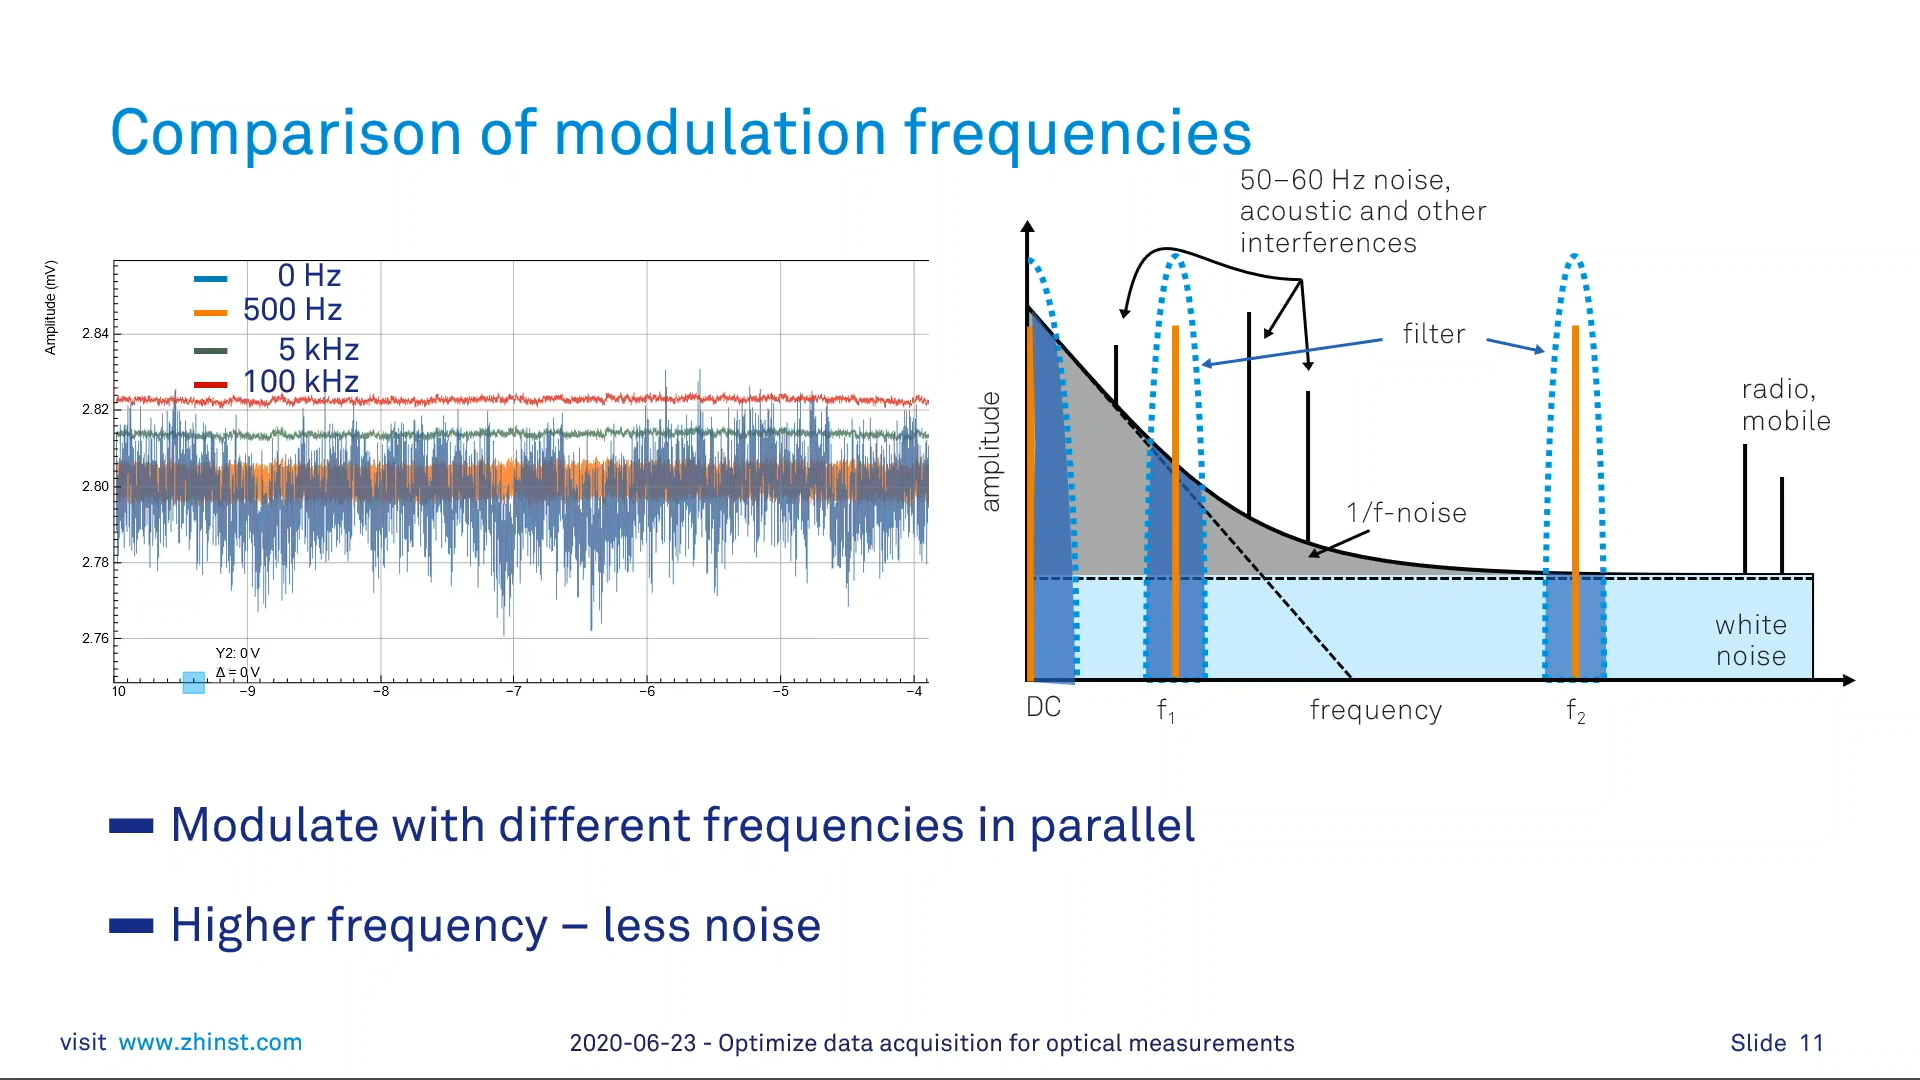 Comparison of modulation frequencies
Amplitude (mV)
0 Hz
500 Hz
5 kHz
100 kHz
2.84
2.82
2.80
2.78
2.76
Y2: 0 V
Δ = 0 V
10 −9 −8 −7 −6 −5 −4
50–60 Hz noise,
acoustic and other
interferences
filter
radio,
mobile
amplitude
1/f-noise
white
noise
DC f₁ frequency f₂
Modulate with different frequencies in parallel
Higher frequency – less noise
visit www.zhinst.com 2020-06-23 - Optimize data acquisition for optical measurements Slide 11